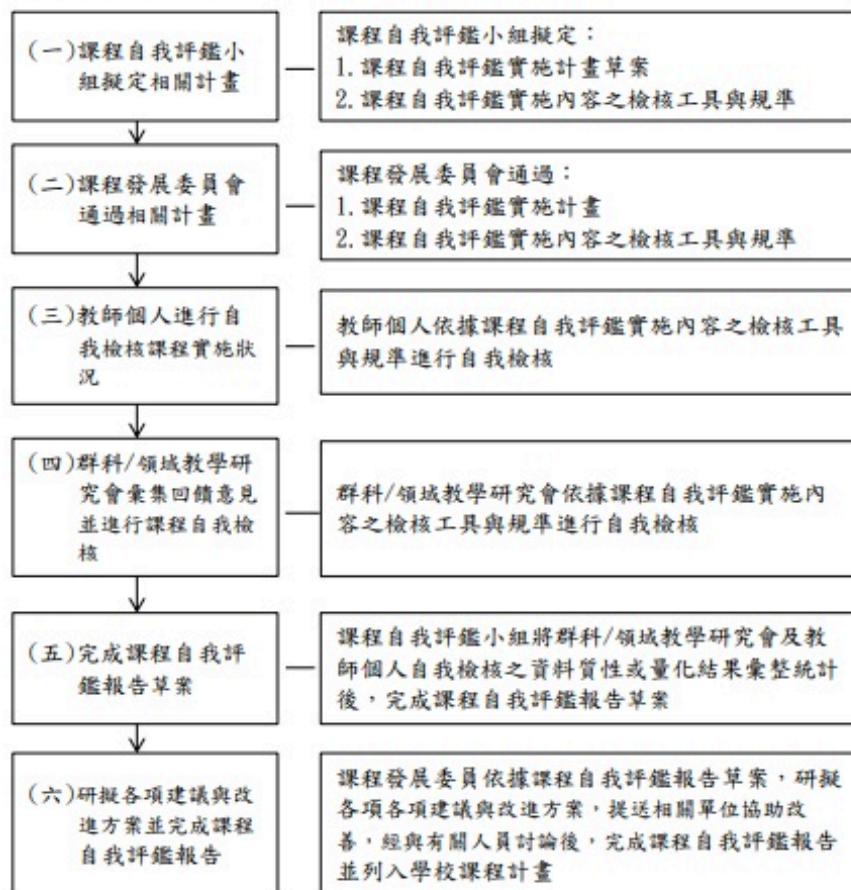 (一)課程自我評鑑小
組擬定相關計畫
課程自我評鑑小組擬定：
1.課程自我評鑑實施計畫草案
2.課程自我評鑑實施內容之檢核工具與規準
(二)課程發展委員會
通過相關計畫
課程發展委員會通過：
1.課程自我評鑑實施計畫
2.課程自我評鑑實施內容之檢核工具與規準
(三)教師個人進行自
我檢核課程實施狀
況
教師個人依據課程自我評鑑實施內容之檢核工具
與規準進行自我檢核
(四)群科/領域教學研
究會彙集回饋意見
並進行課程自我檢
核
群科/領域教學研究會依據課程自我評鑑實施內
容之檢核工具與規準進行自我檢核
(五)完成課程自我評
鑑報告草案
課程自我評鑑小組將群科/領域教學研究會及教
師個人自我檢核之資料質性或量化結果彙整統計
後，完成課程自我評鑑報告草案
(六)研擬各項建議與改
進方案並完成課程
自我評鑑報告
課程發展委員依據課程自我評鑑報告草案，研擬
各項各項建議與改進方案，提送相關單位協助改
善，經與有關人員討論後，完成課程自我評鑑報告
並列入學校課程計畫